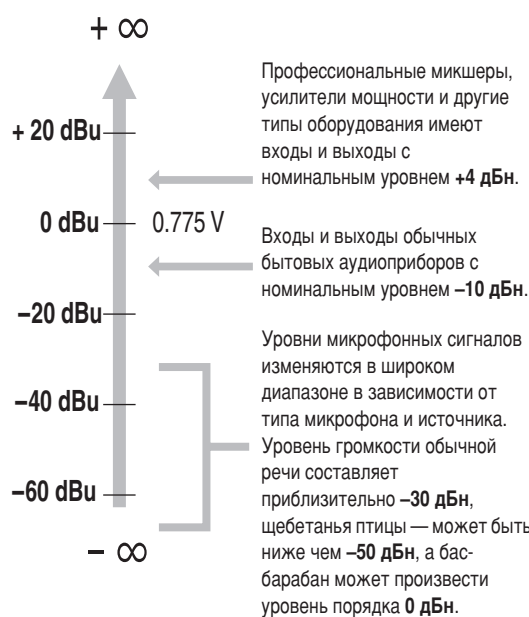 + ∞
+ 20 dBu
0 dBu
0.775 V
−20 dBu
−40 dBu
−60 dBu
− ∞
Профессиональные микшеры,
усилители мощности и другие
типы оборудования имеют
входы и выходы с
номинальным уровнем +4 дБн.
Входы и выходы обычных
бытовых аудиоприборов с
номинальным уровнем −10 дБн.
Уровни микрофонных сигналов
изменяются в широком
диапазоне в зависимости от
типа микрофона и источника.
Уровень громкости обычной
речи составляет
приблизительно −30 дБн,
щебетанья птицы — может быть
ниже чем −50 дБн, а бас-
барабан может произвести
уровень порядка 0 дБн.